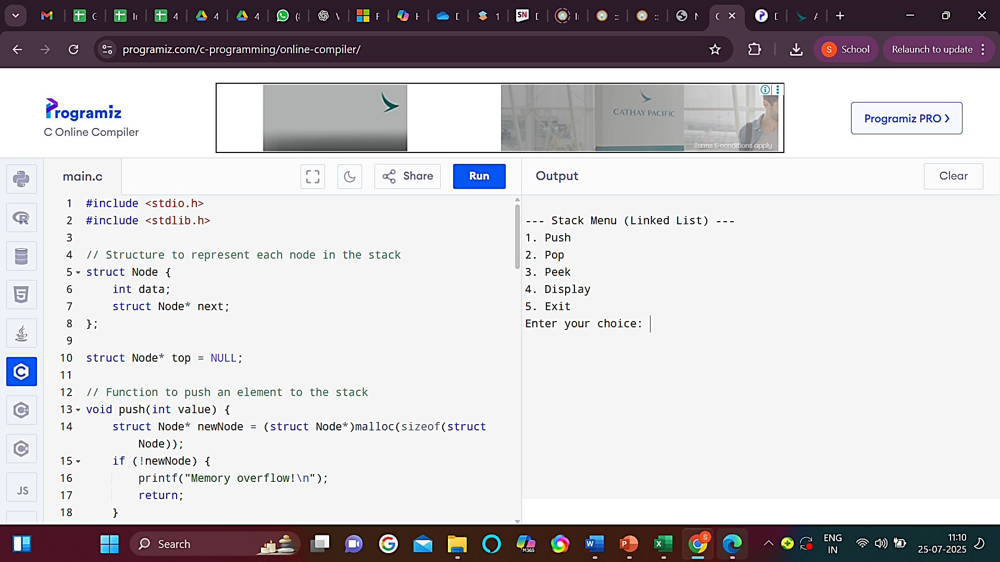 programiz.com/c-programming/online-compiler/
School
Relaunch to update
Programiz
C Online Compiler
CATHAY PACIFIC
Terms & conditions apply
Programiz PRO ❯
main.c
Share
Run
Output
Clear
1 #include <stdio.h>
2 #include <stdlib.h>
3
4 // Structure to represent each node in the stack
5 struct Node {
6     int data;
7     struct Node* next;
8 };
9
10 struct Node* top = NULL;
11
12 // Function to push an element to the stack
13 void push(int value) {
14     struct Node* newNode = (struct Node*)malloc(sizeof(struct
        Node));
15     if (!newNode) {
16         printf("Memory overflow!\n");
17         return;
18     }
--- Stack Menu (Linked List) ---
1. Push
2. Pop
3. Peek
4. Display
5. Exit
Enter your choice:
JS
Search
ENG
IN
11:10
25-07-2025